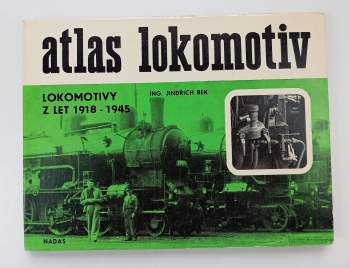 atlas lokomotiv
ING. JINDŘICH BEK
LOKOMOTIVY
Z LET 1918 - 1945
NADAS